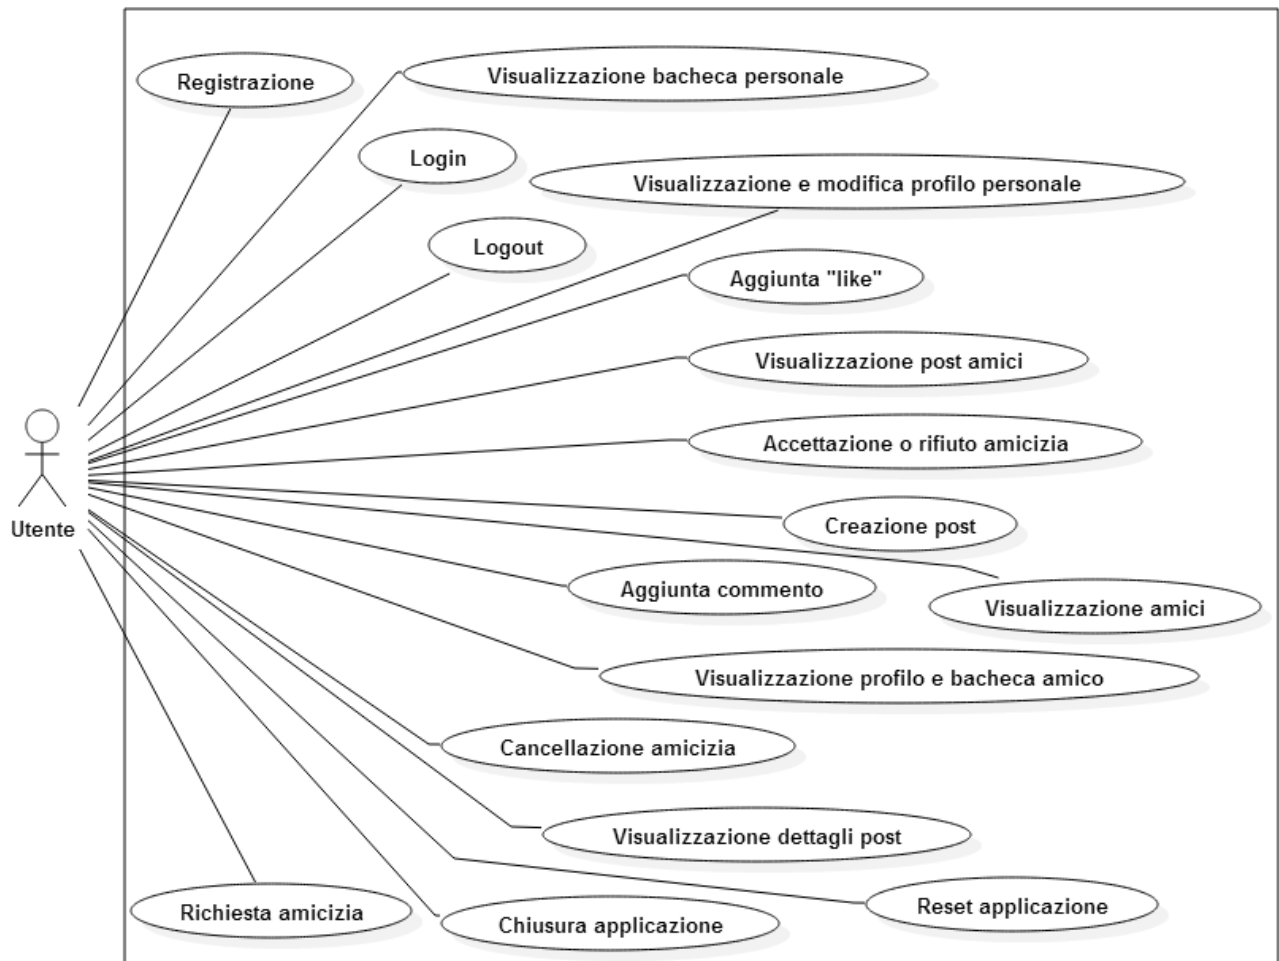 Registrazione
Visualizzazione bacheca personale
Login
Visualizzazione e modifica profilo personale
Logout
Aggiunta "like"
Visualizzazione post amici
Accettazione o rifiuto amicizia
Utente
Creazione post
Aggiunta commento
Visualizzazione amici
Visualizzazione profilo e bacheca amico
Cancellazione amicizia
Visualizzazione dettagli post
Richiesta amicizia
Chiusura applicazione
Reset applicazione